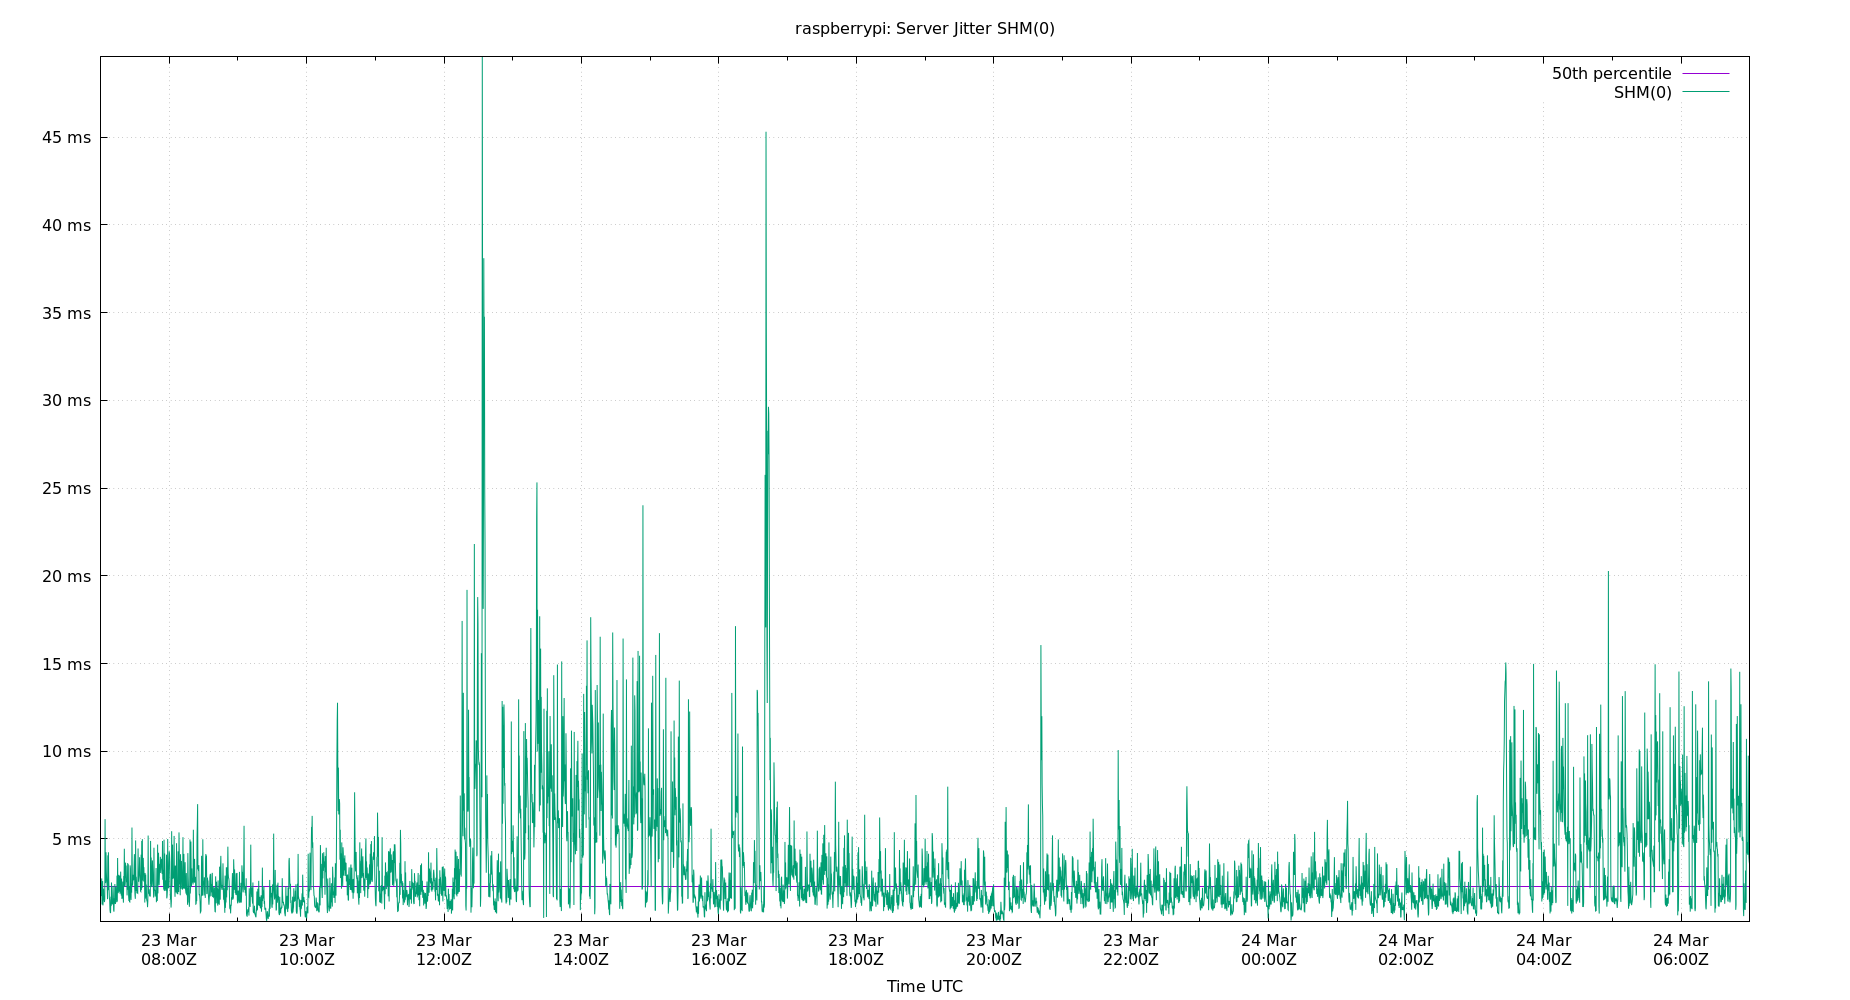 raspberrypi: Server Jitter SHM(0)
50th percentile
SHM(0)
45 ms
40 ms
35 ms
30 ms
25 ms
20 ms
15 ms
10 ms
5 ms
23 Mar 23 Mar 23 Mar 23 Mar 23 Mar 23 Mar 23 Mar 23 Mar 24 Mar 24 Mar 24 Mar 24 Mar
08:00Z 10:00Z 12:00Z 14:00Z 16:00Z 18:00Z 20:00Z 22:00Z 00:00Z 02:00Z 04:00Z 06:00Z
Time UTC